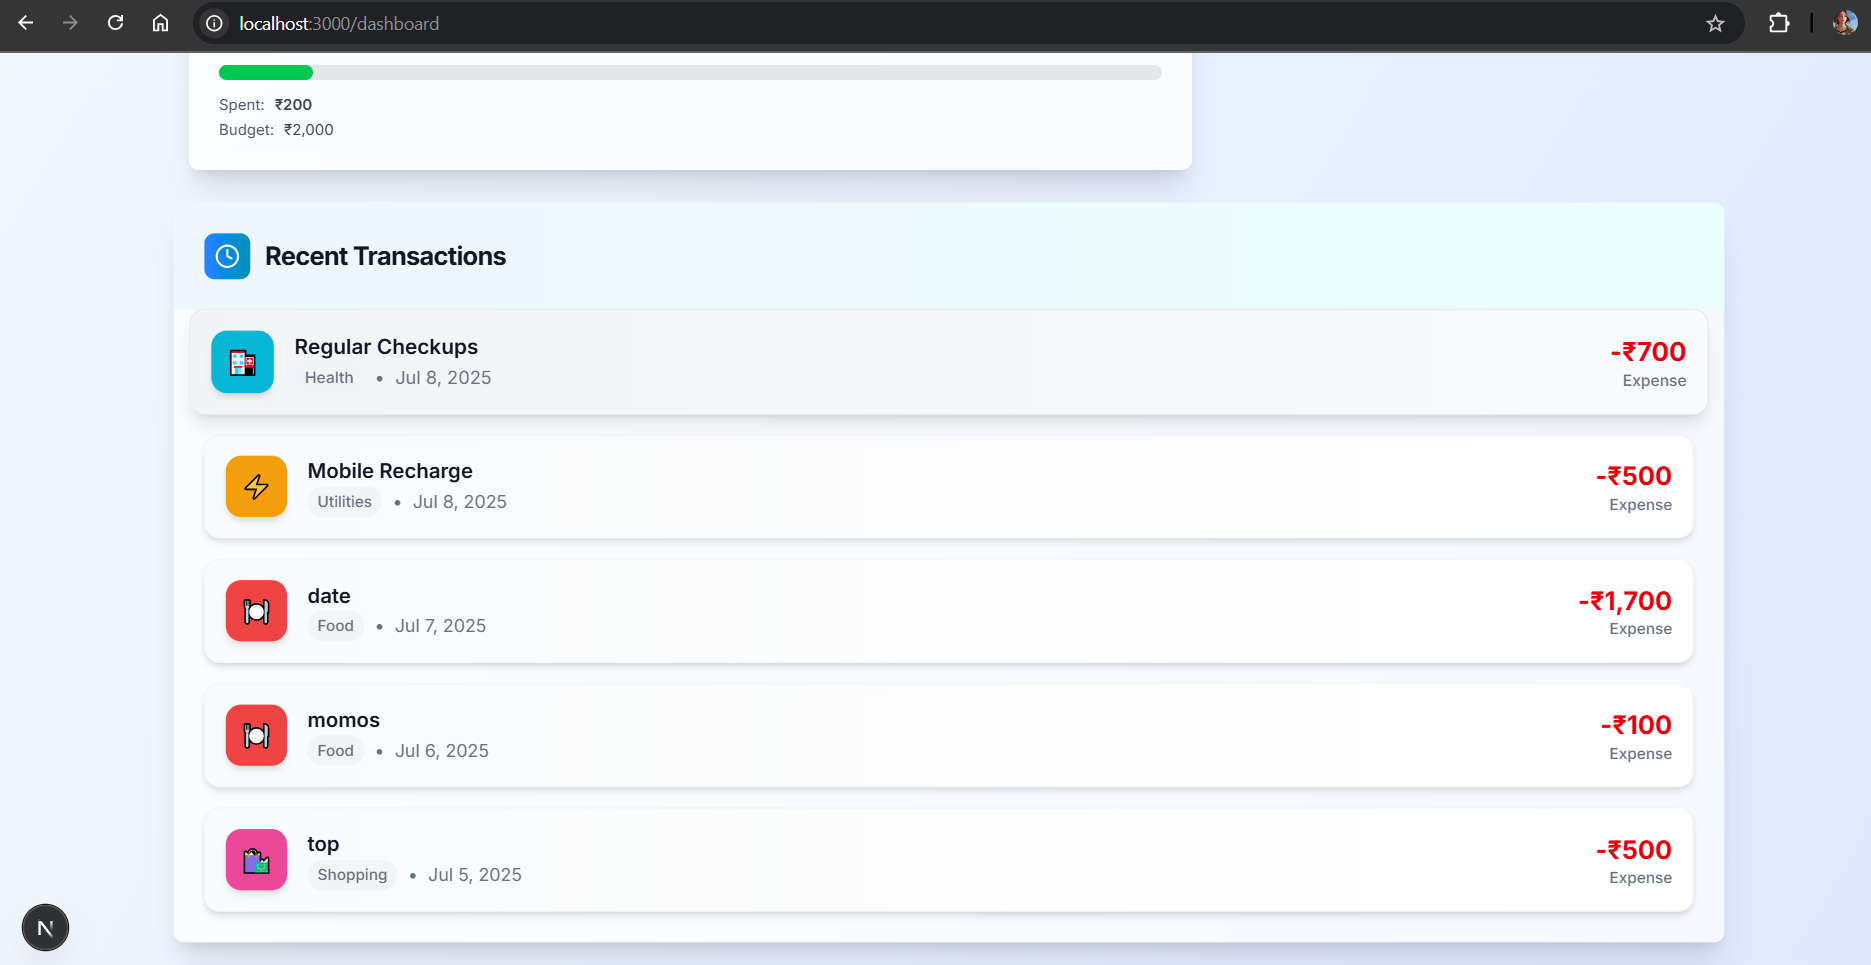 localhost:3000/dashboard
Spent: ₹200
Budget: ₹2,000
Recent Transactions
Regular Checkups
Health • Jul 8, 2025
-₹700
Expense
Mobile Recharge
Utilities • Jul 8, 2025
-₹500
Expense
date
Food • Jul 7, 2025
-₹1,700
Expense
momos
Food • Jul 6, 2025
-₹100
Expense
top
Shopping • Jul 5, 2025
-₹500
Expense
N